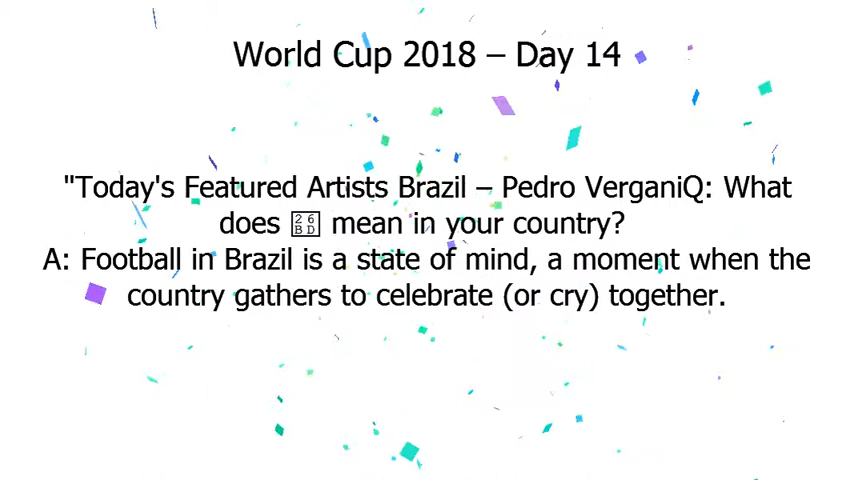 World Cup 2018 – Day 14
"Today's Featured Artists Brazil – Pedro VerganiQ: What
does ⚽ mean in your country?
A: Football in Brazil is a state of mind, a moment when the
country gathers to celebrate (or cry) together.